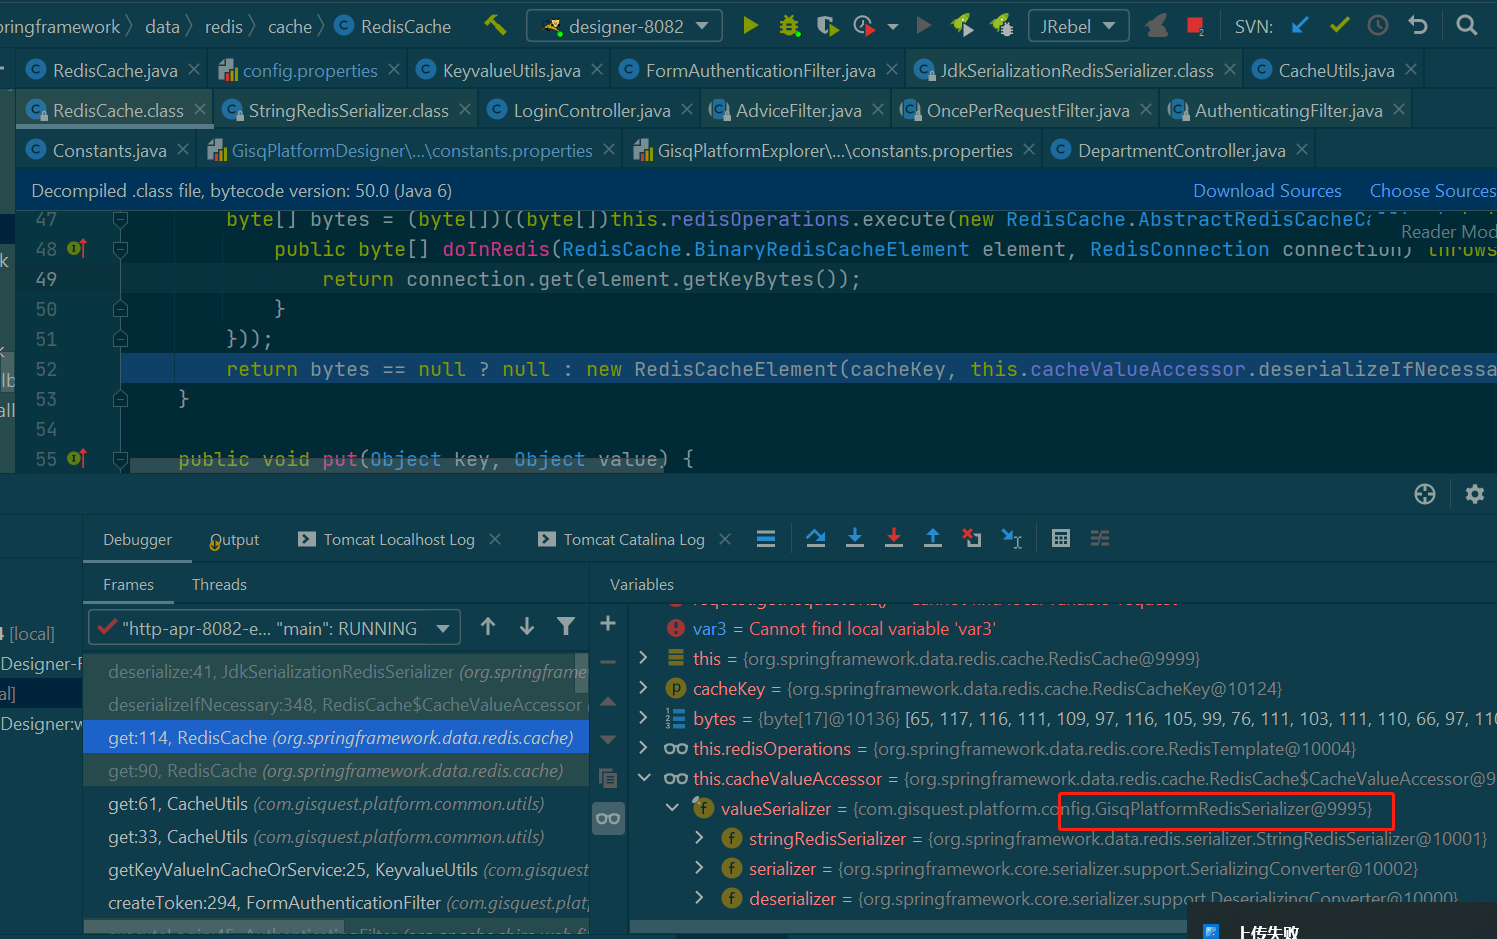 ringframework data redis cache RedisCache designer-8082 JRebel SVN:
RedisCache.java config.properties KeyvalueUtils.java FormAuthenticationFilter.java JdkSerializationRedisSerializer.class CacheUtils.java
RedisCache.class StringRedisSerializer.class LoginController.java AdviceFilter.java OncePerRequestFilter.java AuthenticatingFilter.java
Constants.java GisqPlatformDesigner\...\constants.properties GisqPlatformExplorer\...\constants.properties DepartmentController.java
Decompiled .class file, bytecode version: 50.0 (Java 6) Download Sources Choose Sources
47 byte[] bytes = (byte[])((byte[])this.redisOperations.execute(new RedisCache.AbstractRedisCacheCa
Reader Mod
48 public byte[] doInRedis(RedisCache.BinaryRedisCacheElement element, RedisConnection connection) throws
49 return connection.get(element.getKeyBytes());
50 }
51 }));
52 return bytes == null ? null : new RedisCacheElement(cacheKey, this.cacheValueAccessor.deserializeIfNecessa
53 }
54
55 public void put(Object key, Object value) {
Debugger Output Tomcat Localhost Log Tomcat Catalina Log
Frames Threads Variables
"http-apr-8082-e... "main": RUNNING
deserialize:41, JdkSerializationRedisSerializer (org.springframe
deserializeIfNecessary:348, RedisCache$CacheValueAccessor
get:114, RedisCache (org.springframework.data.redis.cache)
get:90, RedisCache (org.springframework.data.redis.cache)
get:61, CacheUtils (com.gisquest.platform.common.utils)
get:33, CacheUtils (com.gisquest.platform.common.utils)
getKeyValueInCacheOrService:25, KeyvalueUtils (com.gisquest
createToken:294, FormAuthenticationFilter (com.gisquest.plat
[local]
Designer-F
al]
Designer:w
var3 = Cannot find local variable 'var3'
this = {org.springframework.data.redis.cache.RedisCache@9999}
cacheKey = {org.springframework.data.redis.cache.RedisCacheKey@10124}
bytes = {byte[17]@10136} [65, 117, 116, 111, 109, 97, 116, 105, 99, 76, 111, 103, 111, 110, 66, 97, 110
this.redisOperations = {org.springframework.data.redis.core.RedisTemplate@10004}
this.cacheValueAccessor = {org.springframework.data.redis.cache.RedisCache$CacheValueAccessor@9
valueSerializer = {com.gisquest.platform.config.GisqPlatformRedisSerializer@9995}
stringRedisSerializer = {org.springframework.data.redis.serializer.StringRedisSerializer@10001}
serializer = {org.springframework.core.serializer.support.SerializingConverter@10002}
deserializer = {org.springframework.core.serializer.support.DeserializingConverter@10000}
上传失败